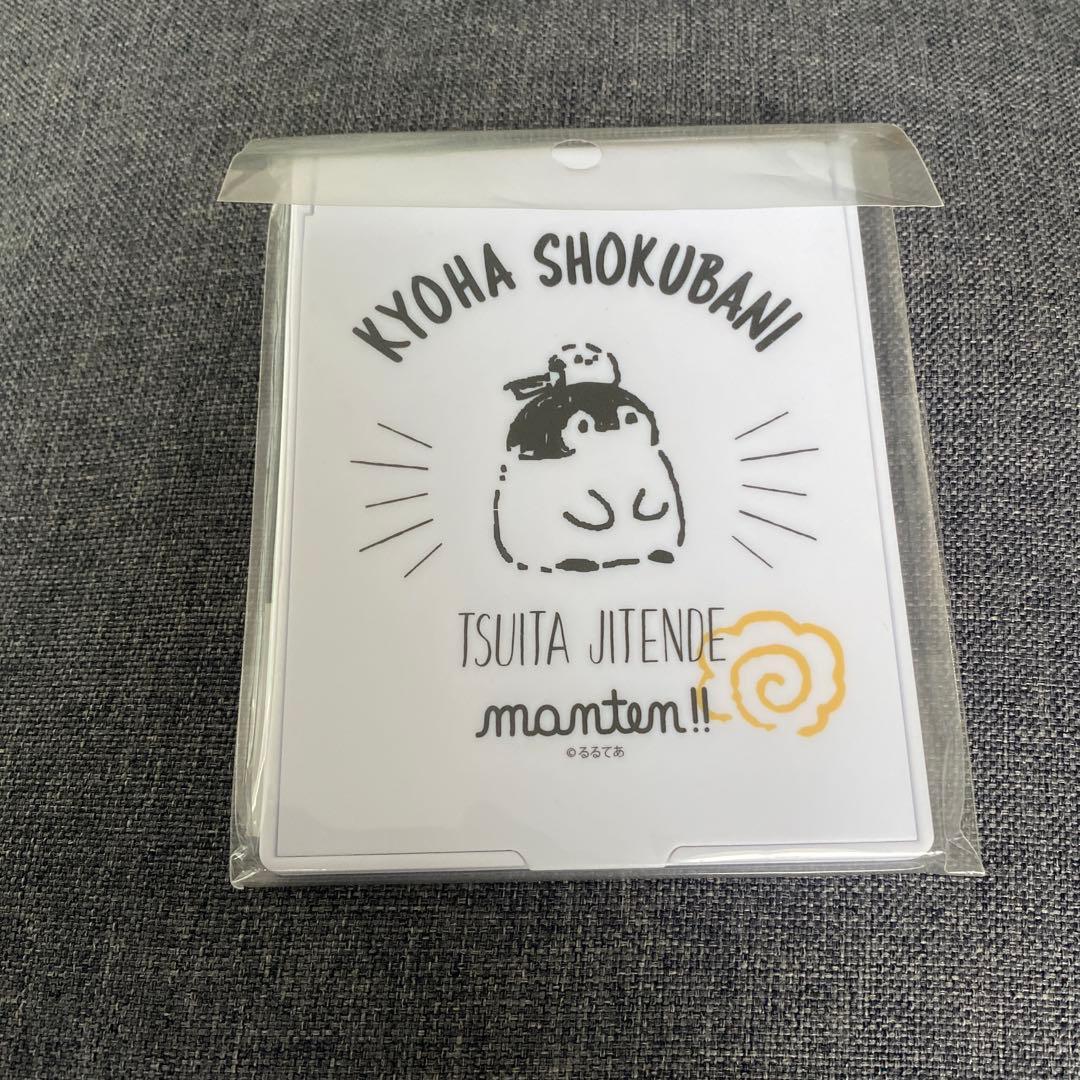 KYOHA SHOKUBANI
TSUITA JITENDE
manten!!
©るるてあ